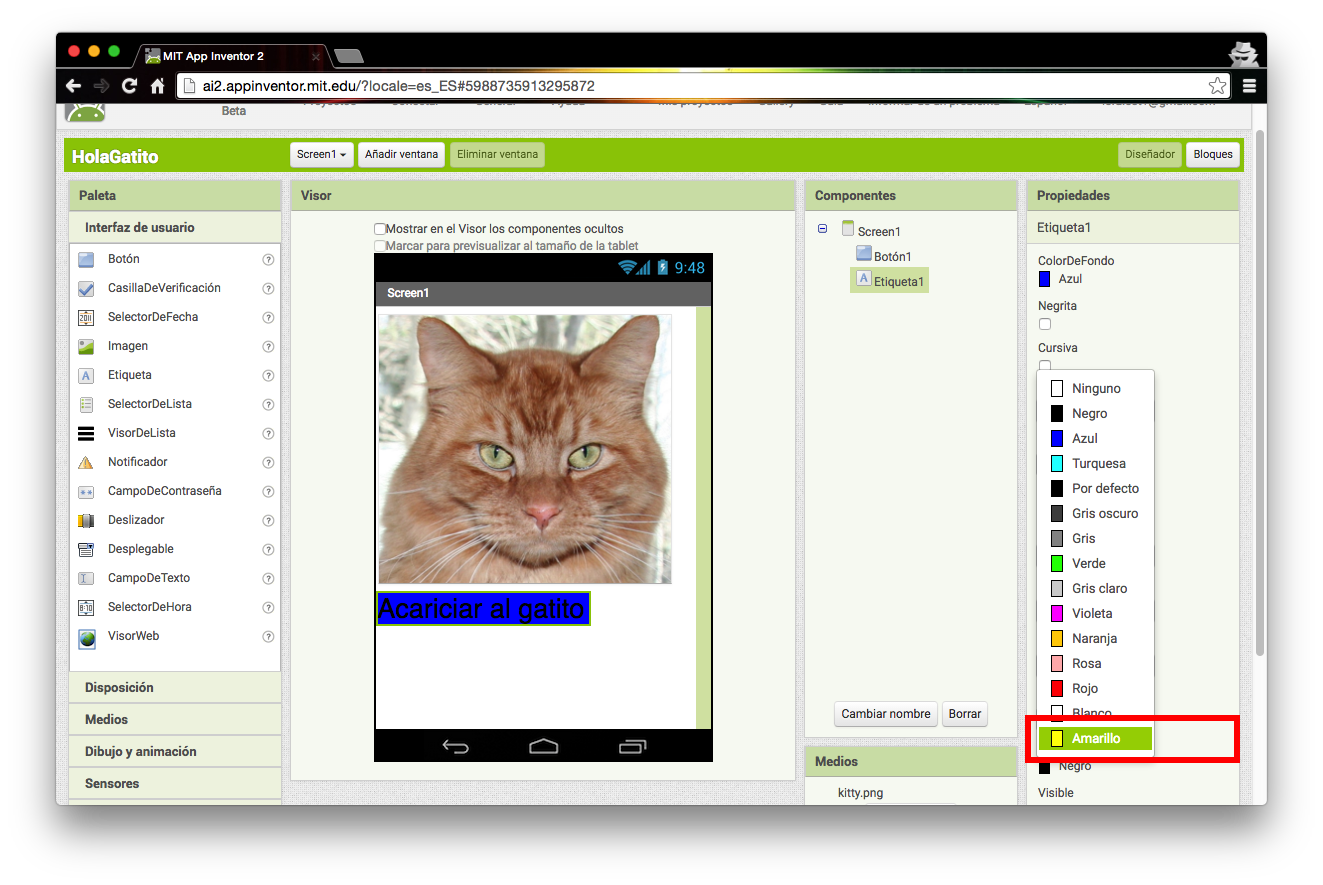 MIT App Inventor 2
ai2.appinventor.mit.edu/?locale=es_ES#5988735913295872
Beta
HolaGatito
Screen1
Añadir ventana
Eliminar ventana
Diseñador
Bloques
Paleta
Interfaz de usuario
Botón
CasillaDeVerificación
SelectorDeFecha
Imagen
Etiqueta
SelectorDeLista
VisorDeLista
Notificador
CampoDeContraseña
Deslizador
Desplegable
CampoDeTexto
SelectorDeHora
VisorWeb
Disposición
Medios
Dibujo y animación
Sensores
Visor
Mostrar en el Visor los componentes ocultos
Marcar para previsualizar al tamaño de la tablet
9:48
Screen1
Acariciar al gatito
Componentes
Screen1
Botón1
Etiqueta1
Cambiar nombre
Borrar
Medios
kitty.png
Propiedades
Etiqueta1
ColorDeFondo
Azul
Negrita
Cursiva
Ninguno
Negro
Azul
Turquesa
Por defecto
Gris oscuro
Gris
Verde
Gris claro
Violeta
Naranja
Rosa
Rojo
Blanco
Amarillo
Negro
Visible